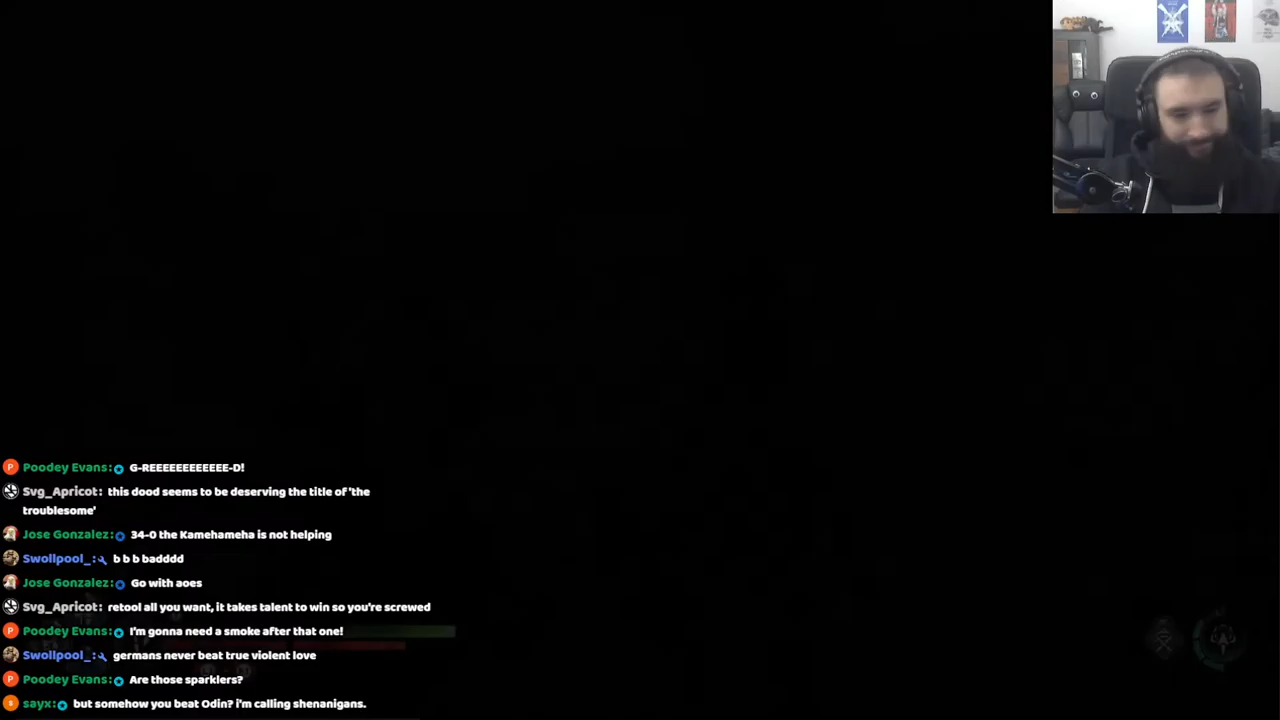 Poodey Evans: G-REEEEEEEEEEEE-D!
Svg_Apricot: this dood seems to be deserving the title of 'the
troublesome'
Jose Gonzalez: 34-0 the Kamehameha is not helping
Swollpool_: b b b badddd
Jose Gonzalez: Go with aoes
Svg_Apricot: retool all you want, it takes talent to win so you're screwed
Poodey Evans: I'm gonna need a smoke after that one!
Swollpool_: germans never beat true violent love
Poodey Evans: Are those sparklers?
sayx: but somehow you beat Odin? i'm calling shenanigans.